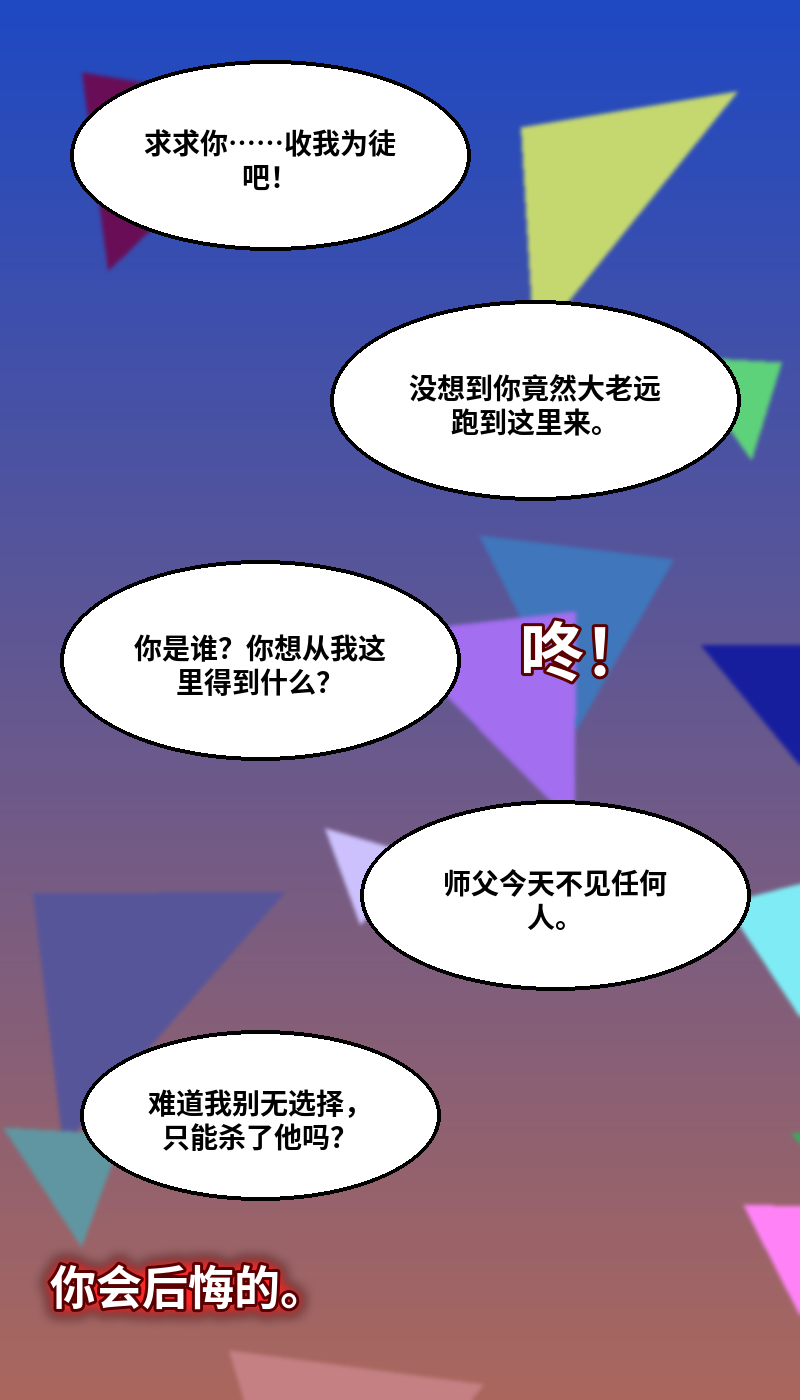 求求你……收我为徒
吧！
没想到你竟然大老远
跑到这里来。
你是谁？你想从我这
里得到什么？
咚！
师父今天不见任何
人。
难道我别无选择，
只能杀了他吗？
你会后悔的。